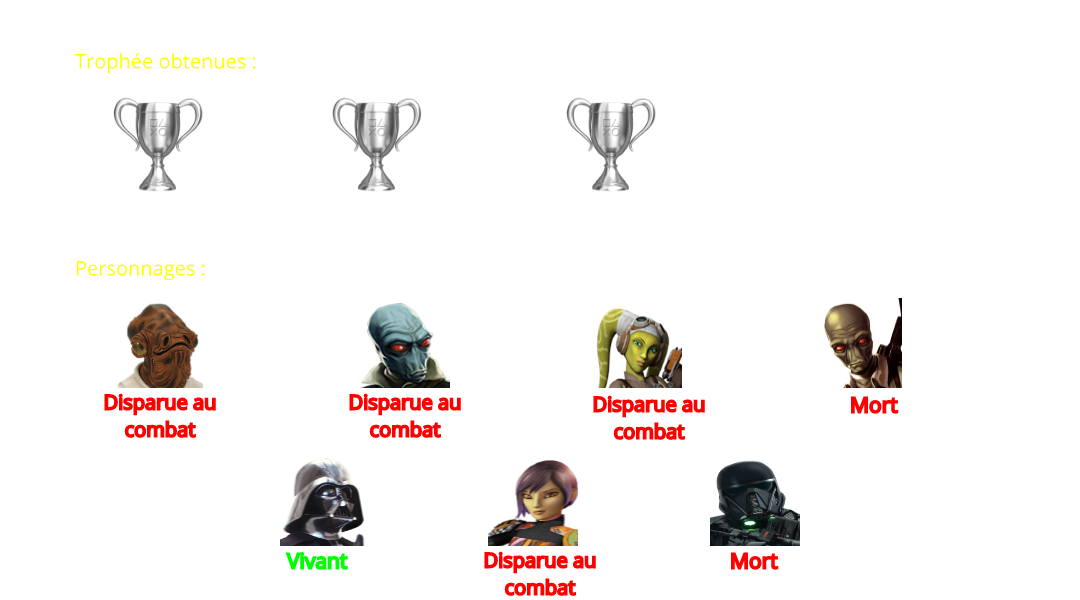 Trophée obtenues :
Personnages :
Disparue au
combat
Disparue au
combat
Disparue au
combat
Mort
Vivant
Disparue au
combat
Mort